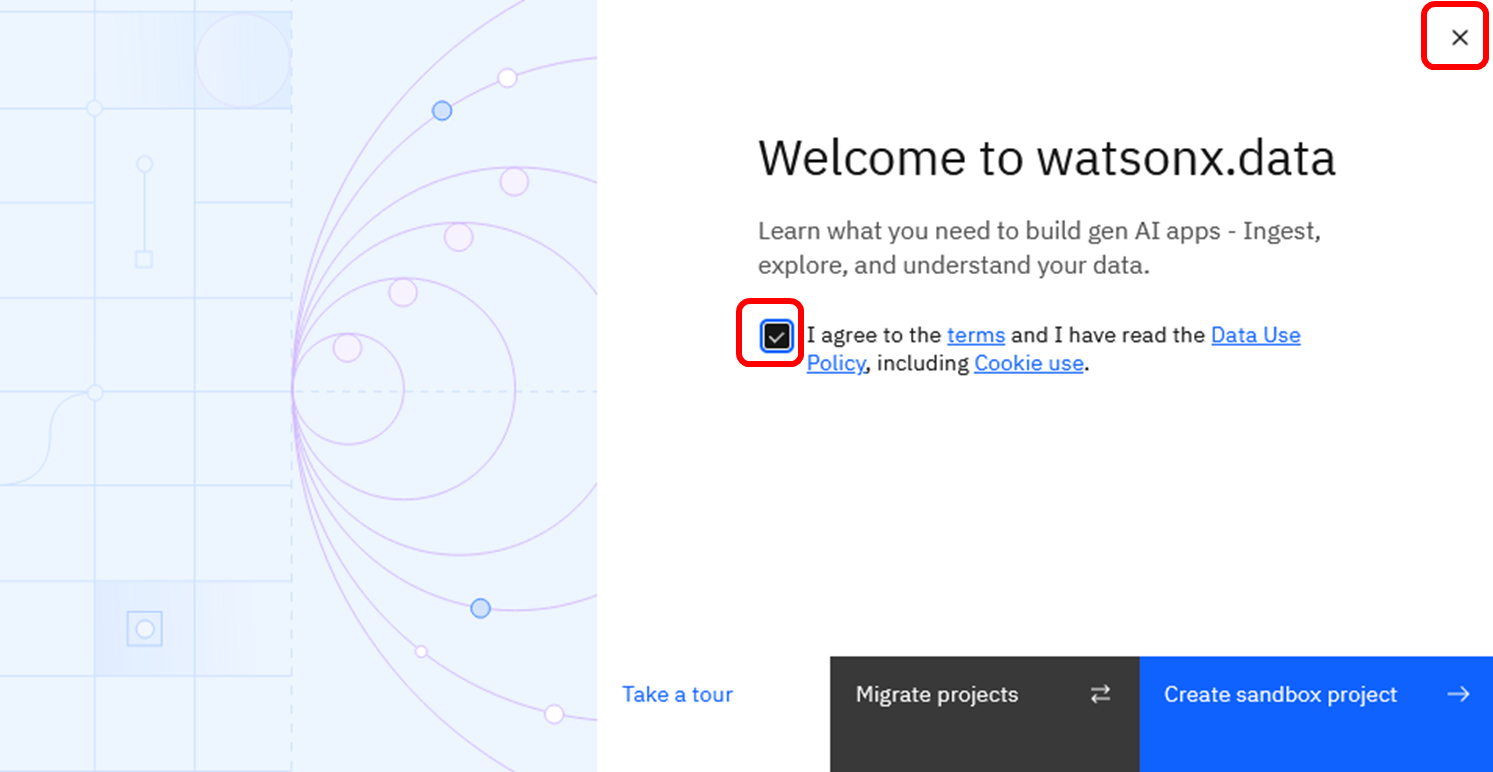 Welcome to watsonx.data
Learn what you need to build gen AI apps - Ingest,
explore, and understand your data.
I agree to the terms and I have read the Data Use
Policy, including Cookie use.
Take a tour
Migrate projects
Create sandbox project